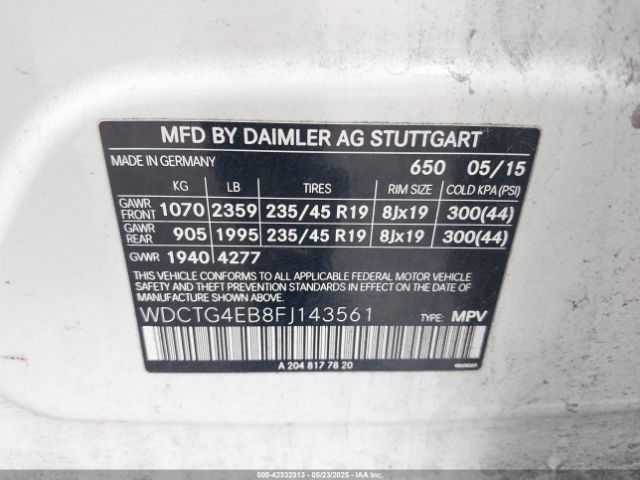 MFD BY DAIMLER AG STUTTGART
MADE IN GERMANY 650 05/15
KG LB TIRES RIM SIZE COLD KPA(PSI)
GAWR FRONT 1070 2359 235/45 R19 8Jx19 300(44)
GAWR REAR 905 1995 235/45 R19 8Jx19 300(44)
GVWR 1940 4277
THIS VEHICLE CONFORMS TO ALL APPLICABLE FEDERAL MOTOR VEHICLE
SAFETY AND THEFT PREVENTION STANDARDS IN EFFECT
ON THE DATE OF MANUFACTURE SHOWN ABOVE.
WDCTG4EB8FJ143561 TYPE: MPV
A 204 817 78 20
000-42332313 - 05/23/2025 - IAAI.COM